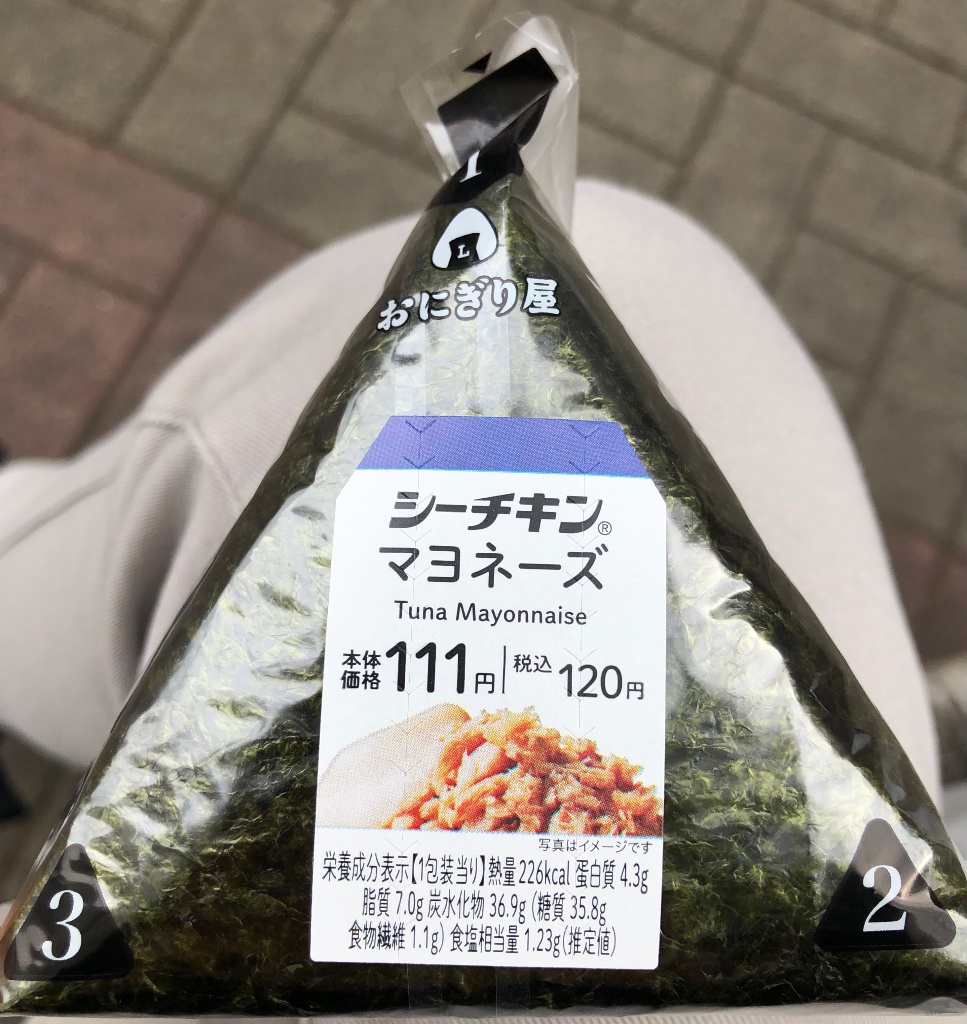 1
L
おにぎり屋
シーチキン®
マヨネーズ
Tuna Mayonnaise
本体価格111円 | 税込120円
写真はイメージです
栄養成分表示【1包装当り】熱量226kcal 蛋白質 4.3g
脂質 7.0g 炭水化物 36.9g (糖質 35.8g
食物繊維 1.1g) 食塩相当量 1.23g(推定値)
3
2